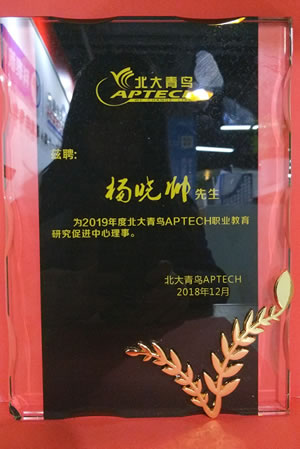 北大青鸟
APTECH
WE CHANGE LIVES
兹聘:
杨晓帅 先生
为2019年度北大青鸟APTECH职业教育
研究促进中心理事。
北大青鸟APTECH
2018年12月